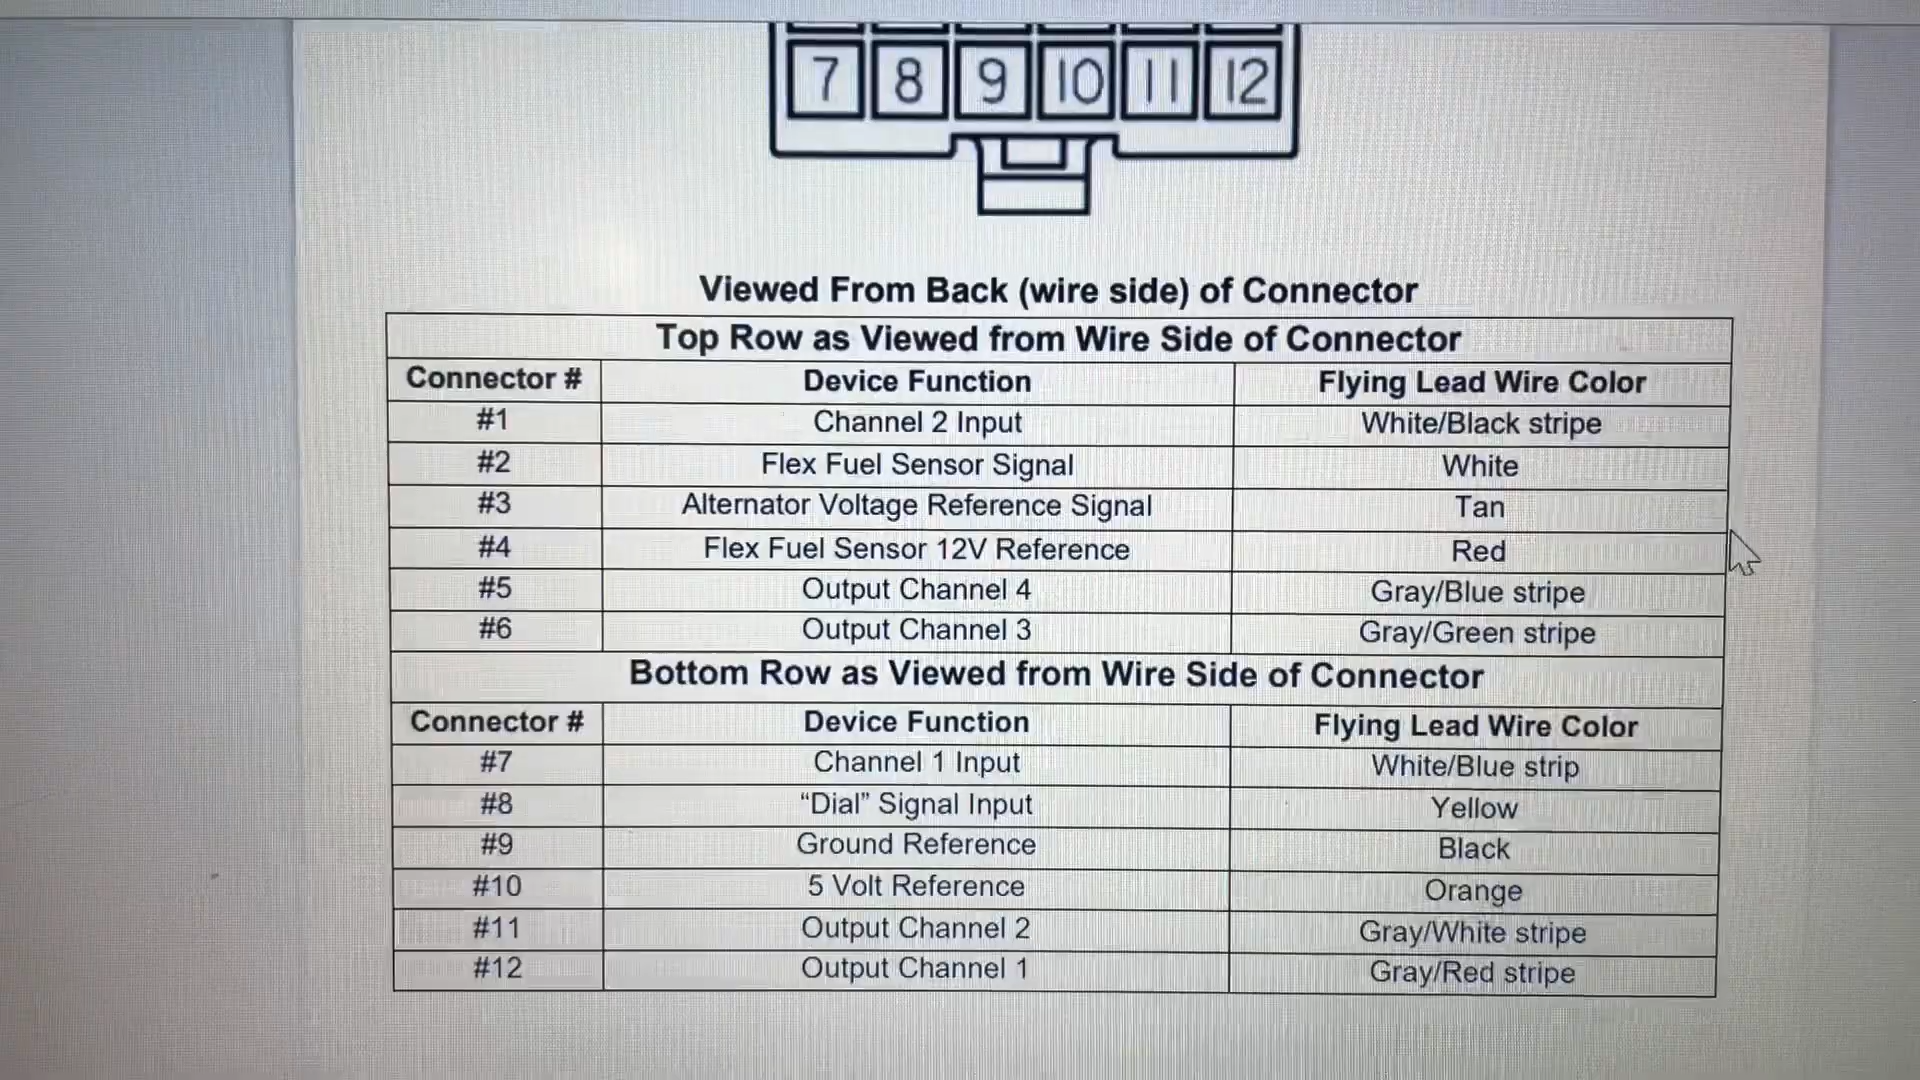 7 8 9 10 11 12
Viewed From Back (wire side) of Connector
Top Row as Viewed from Wire Side of Connector
Connector # Device Function Flying Lead Wire Color
#1 Channel 2 Input White/Black stripe
#2 Flex Fuel Sensor Signal White
#3 Alternator Voltage Reference Signal Tan
#4 Flex Fuel Sensor 12V Reference Red
#5 Output Channel 4 Gray/Blue stripe
#6 Output Channel 3 Gray/Green stripe
Bottom Row as Viewed from Wire Side of Connector
Connector # Device Function Flying Lead Wire Color
#7 Channel 1 Input White/Blue strip
#8 “Dial” Signal Input Yellow
#9 Ground Reference Black
#10 5 Volt Reference Orange
#11 Output Channel 2 Gray/White stripe
#12 Output Channel 1 Gray/Red stripe